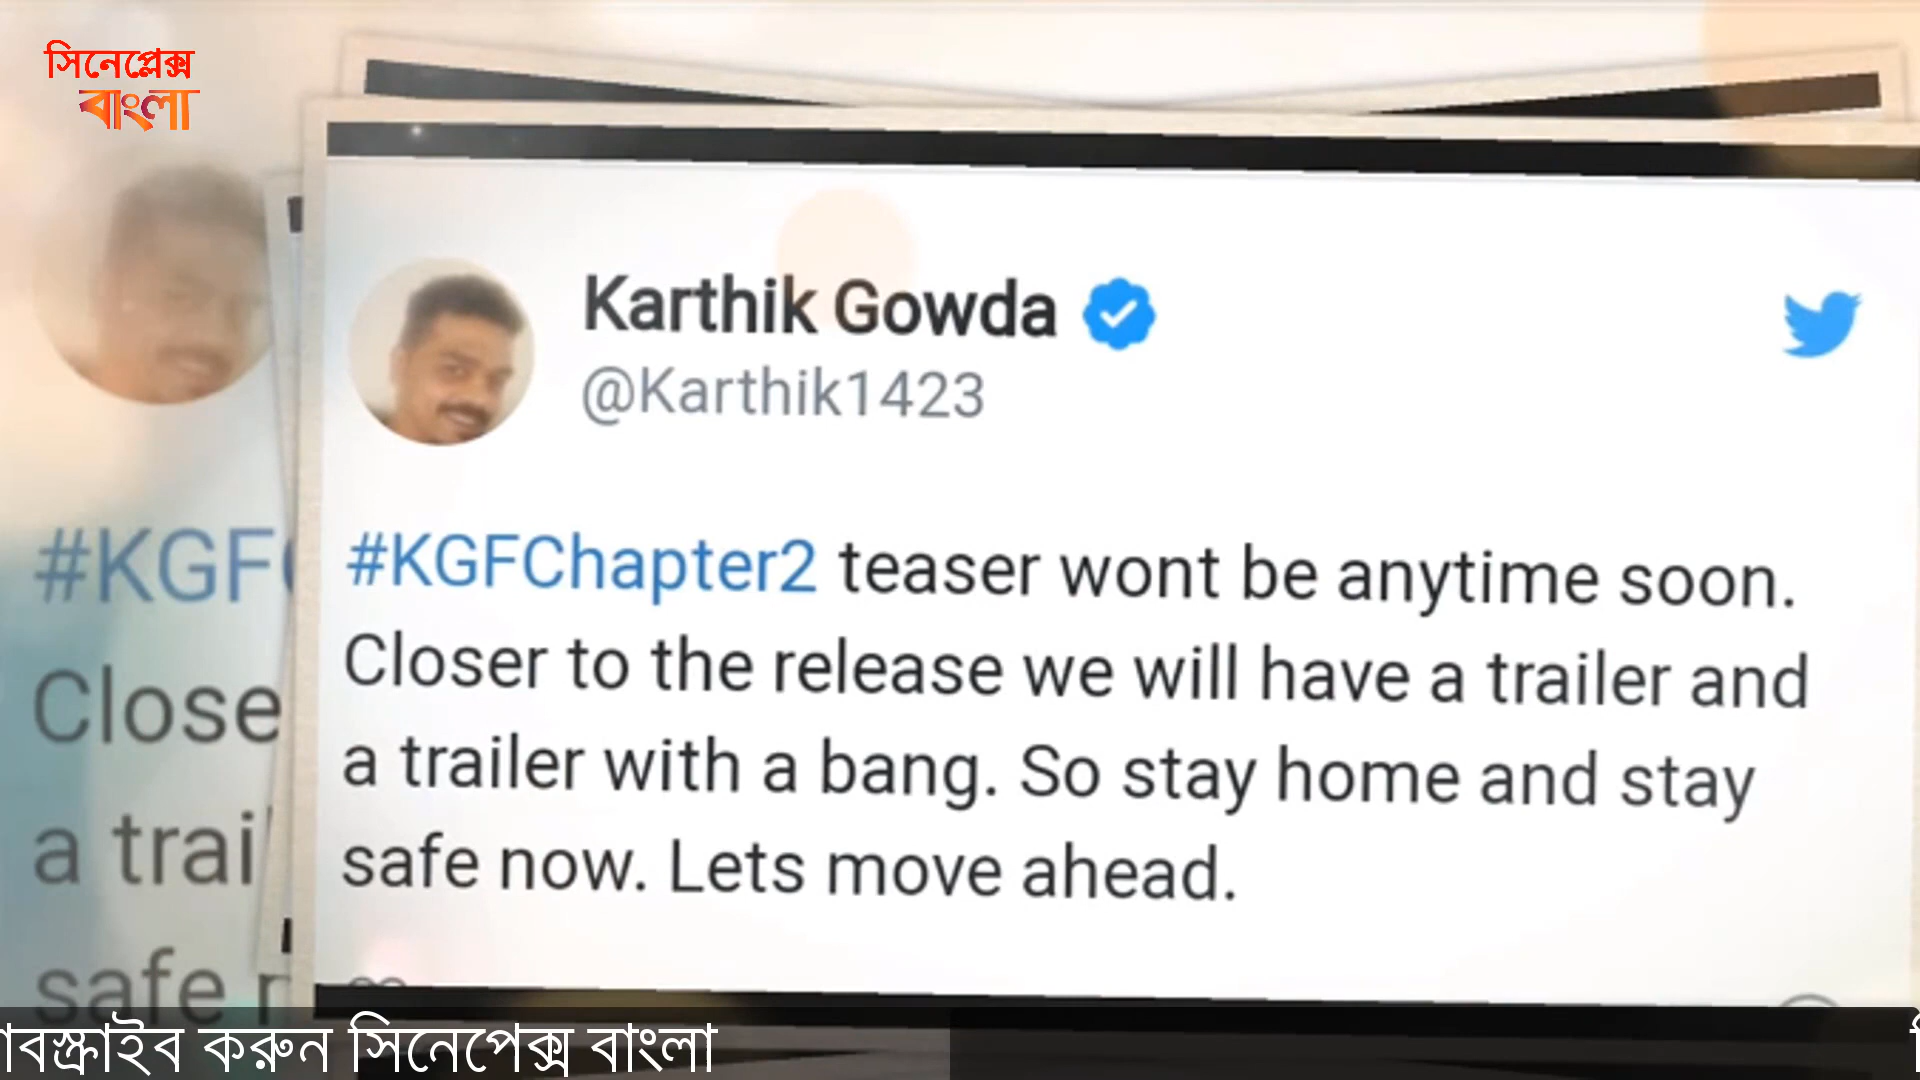 সিনেপ্লেক্স
বাংলা
Karthik Gowda
@Karthik1423
#KGFChapter2 teaser wont be anytime soon.
Closer to the release we will have a trailer and
a trailer with a bang. So stay home and stay
safe now. Lets move ahead.
#KGF
Close
a trai
safe
করুন সিনেপেক্স বাংলা